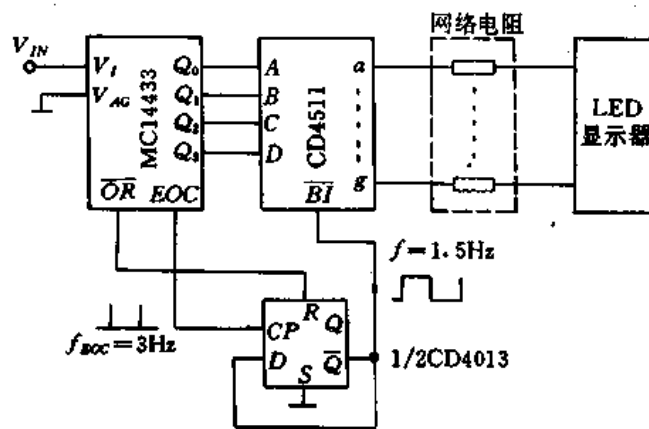 网络电阻
V_IN
V_I
V_AG
MC14433
Q₀
Q₁
Q₂
Q₃
OR
EOC
A
B
C
D
CD4511
a
g
BI
LED
显示器
f=1.5Hz
f_EOC=3Hz
R
Q
CP
D
S
Q
1/2CD4013